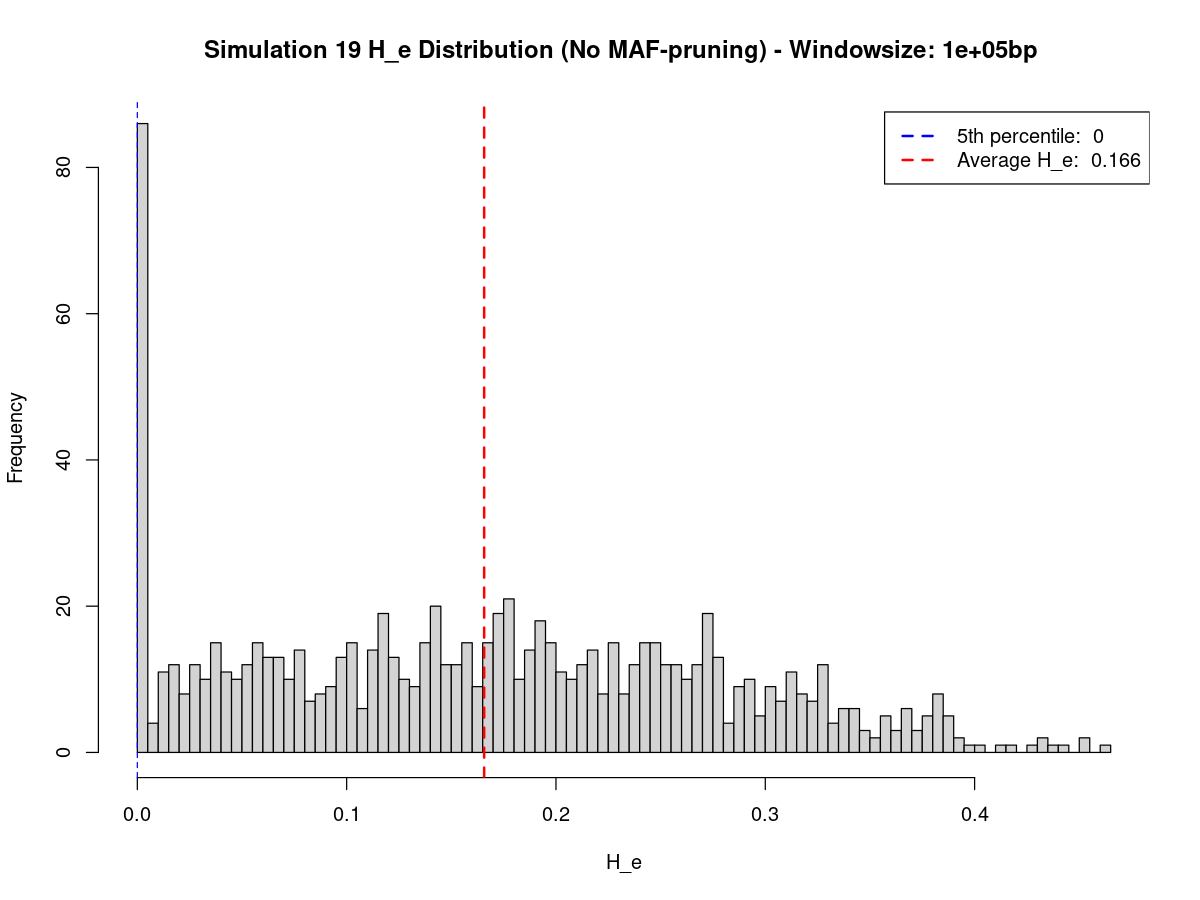 Simulation 19 H_e Distribution (No MAF-pruning) - Windowsize: 1e+05bp
5th percentile:  0
Average H_e:  0.166
Frequency
80
60
40
20
0
0.0 0.1 0.2 0.3 0.4
H_e